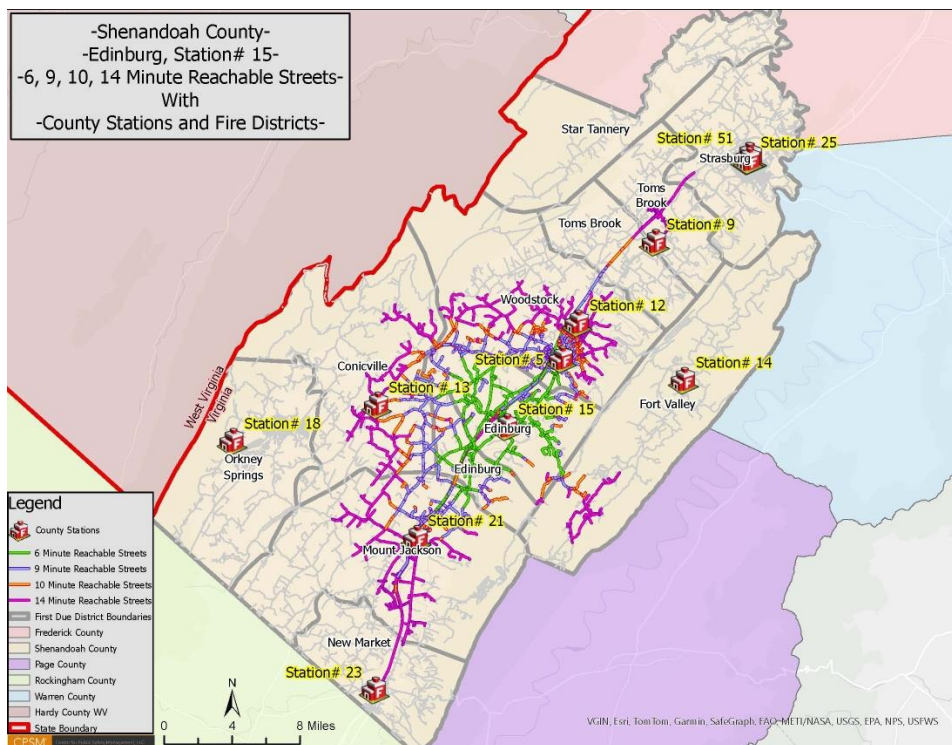 -Shenandoah County-
-Edinburg, Station# 15-
-6, 9, 10, 14 Minute Reachable Streets-
With
-County Stations and Fire Districts-
Star Tannery
Station# 51
Station# 25
Strasburg
Toms
Brook
Toms Brook
Station# 9
Woodstock
Station# 12
Station# 5
Conicville
Station# 13
Station# 14
Fort Valley
Station# 15
Edinburg
West Virginia
Virginia
Station# 18
Orkney
Springs
Edinburg
Station# 21
Mount Jackson
New Market
Station# 23
Legend
County Stations
6 Minute Reachable Streets
9 Minute Reachable Streets
10 Minute Reachable Streets
14 Minute Reachable Streets
First Due District Boundaries
Frederick County
Shenandoah County
Page County
Rockingham County
Warren County
Hardy County WV
State Boundary
CPSM
N
0 4 8 Miles
VGIN, Esri, TomTom, Garmin, SafeGraph, FAO, METI/NASA, USGS, EPA, NPS, USFWS